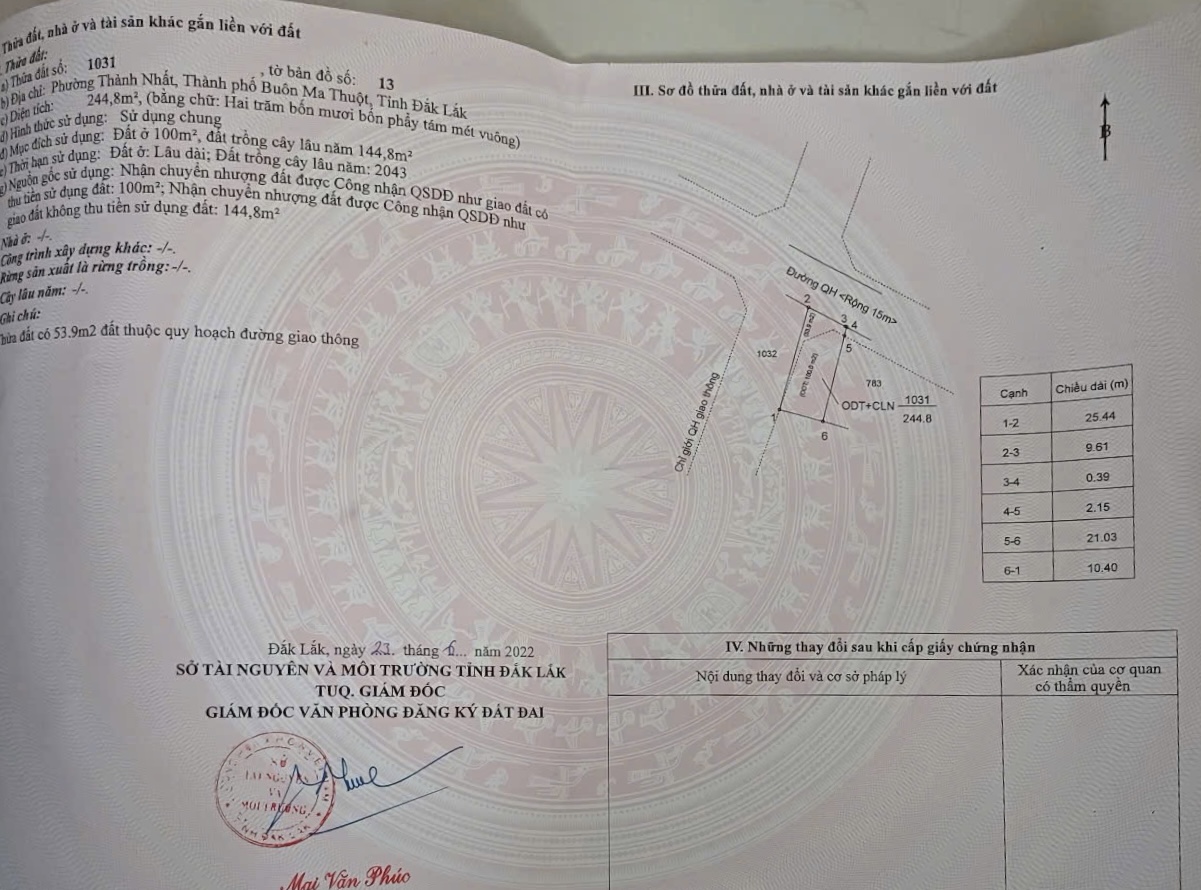 Thửa đất, nhà ở và tài sản khác gắn liền với đất
Thửa đất:
a) Thửa đất số: 1031 , tờ bản đồ số: 13
b) Địa chỉ: Phường Thành Nhất, Thành phố Buôn Ma Thuột, Tỉnh Đắk Lắk
c) Diện tích: 244,8m², (bằng chữ: Hai trăm bốn mươi bốn phẩy tám mét vuông)
d) Hình thức sử dụng: Sử dụng chung
đ) Mục đích sử dụng: Đất ở 100m², đất trồng cây lâu năm 144,8m²
e) Thời hạn sử dụng: Đất ở: Lâu dài; Đất trồng cây lâu năm: 2043
g) Nguồn gốc sử dụng: Nhận chuyển nhượng đất được Công nhận QSDĐ như giao đất có
thu tiền sử dụng đất: 100m²; Nhận chuyển nhượng đất được Công nhận QSDĐ như
giao đất không thu tiền sử dụng đất: 144,8m²
Nhà ở: -/-.
Công trình xây dựng khác: -/-.
Rừng sản xuất là rừng trồng: -/-.
Cây lâu năm: -/-.
Ghi chú:
Thửa đất có 53.9m2 đất thuộc quy hoạch đường giao thông
Đắk Lắk, ngày 23. tháng 6... năm 2022
SỞ TÀI NGUYÊN VÀ MÔI TRƯỜNG TỈNH ĐẮK LẮK
TUQ. GIÁM ĐỐC
GIÁM ĐỐC VĂN PHÒNG ĐĂNG KÝ ĐẤT ĐAI
SỞ
TÀI NGUYÊN
VÀ
MÔI TRƯỜNG
TỈNH ĐẮK LẮK
Mai Văn Phúc
III. Sơ đồ thửa đất, nhà ở và tài sản khác gắn liền với đất
B
Đường QH <Rộng 15m>
2
3
4
5
1032
783
ODT+CLN 1031
244.8
1
6
Chỉ giới QH giao thông
Cạnh Chiều dài (m)
1-2 25.44
2-3 9.61
3-4 0.39
4-5 2.15
5-6 21.03
6-1 10.40
IV. Những thay đổi sau khi cấp giấy chứng nhận
Nội dung thay đổi và cơ sở pháp lý
Xác nhận của cơ quan
có thẩm quyền